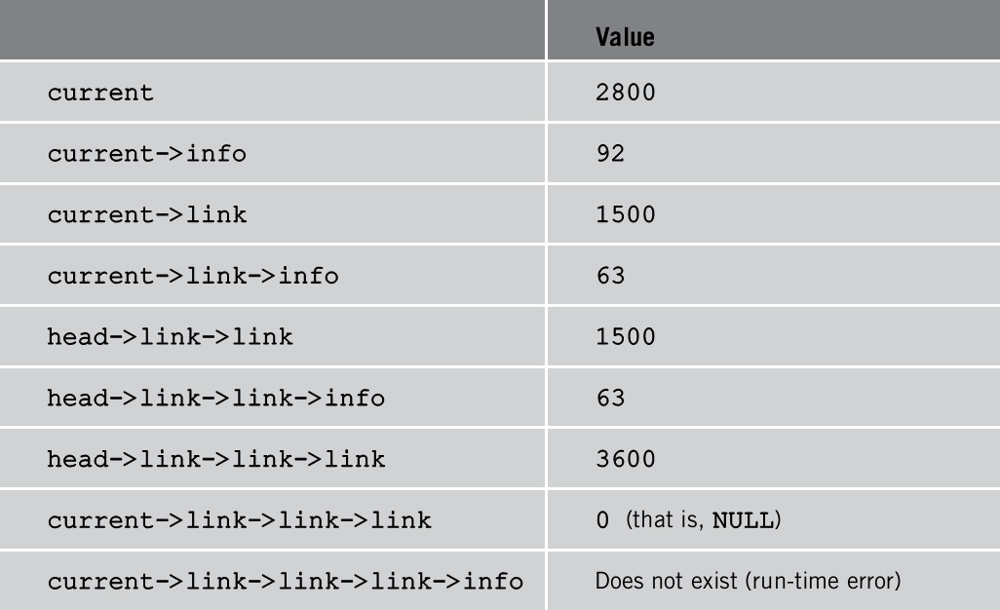 Value
current 2800
current->info 92
current->link 1500
current->link->info 63
head->link->link 1500
head->link->link->info 63
head->link->link->link 3600
current->link->link->link 0 (that is, NULL)
current->link->link->link->info Does not exist (run-time error)